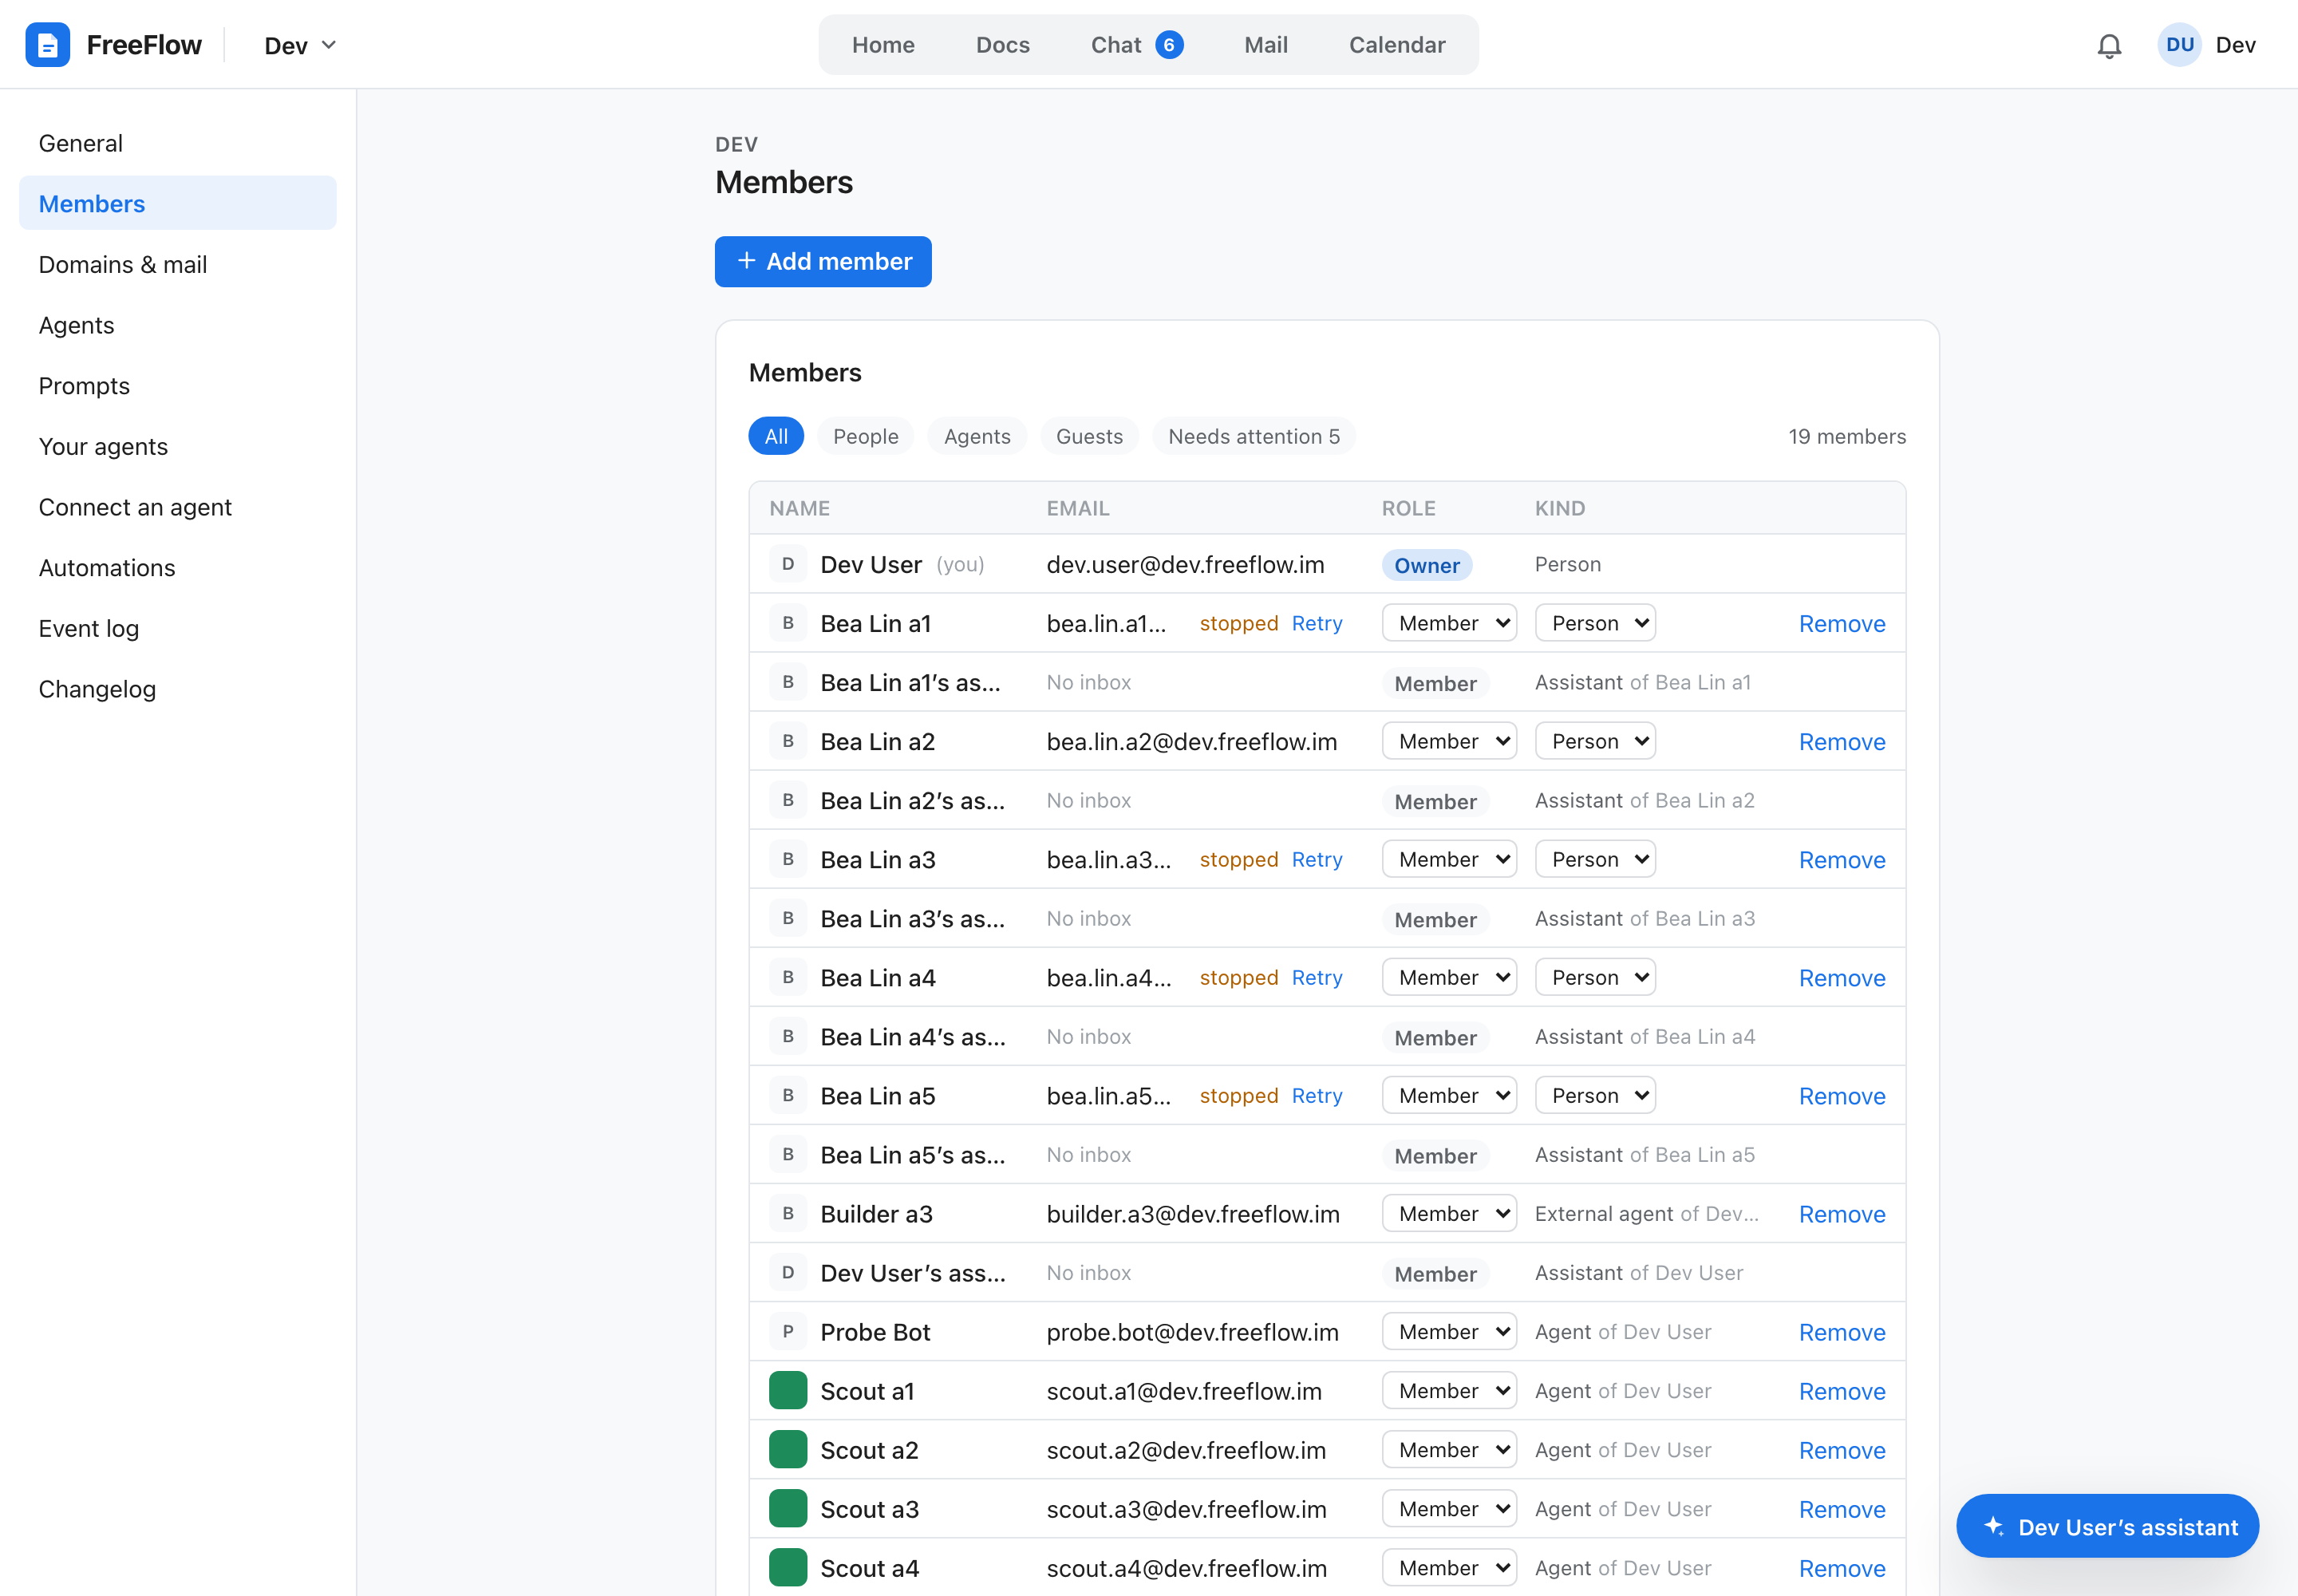 FreeFlow Dev Home Docs Chat 6 Mail Calendar DU Dev
General
Members
Domains & mail
Agents
Prompts
Your agents
Connect an agent
Automations
Event log
Changelog
DEV
Members
+ Add member
Members
All People Agents Guests Needs attention 5 19 members
NAME EMAIL ROLE KIND
D Dev User (you) dev.user@dev.freeflow.im Owner Person
B Bea Lin a1 bea.lin.a1... stopped Retry Member Person Remove
B Bea Lin a1’s as... No inbox Member Assistant of Bea Lin a1
B Bea Lin a2 bea.lin.a2@dev.freeflow.im Member Person Remove
B Bea Lin a2’s as... No inbox Member Assistant of Bea Lin a2
B Bea Lin a3 bea.lin.a3... stopped Retry Member Person Remove
B Bea Lin a3’s as... No inbox Member Assistant of Bea Lin a3
B Bea Lin a4 bea.lin.a4... stopped Retry Member Person Remove
B Bea Lin a4’s as... No inbox Member Assistant of Bea Lin a4
B Bea Lin a5 bea.lin.a5... stopped Retry Member Person Remove
B Bea Lin a5’s as... No inbox Member Assistant of Bea Lin a5
B Builder a3 builder.a3@dev.freeflow.im Member External agent of Dev... Remove
D Dev User’s ass... No inbox Member Assistant of Dev User
P Probe Bot probe.bot@dev.freeflow.im Member Agent of Dev User Remove
Scout a1 scout.a1@dev.freeflow.im Member Agent of Dev User Remove
Scout a2 scout.a2@dev.freeflow.im Member Agent of Dev User Remove
Scout a3 scout.a3@dev.freeflow.im Member Agent of Dev User Remove
Dev User’s assistant
Scout a4 scout.a4@dev.freeflow.im Member Agent of Dev User Remove